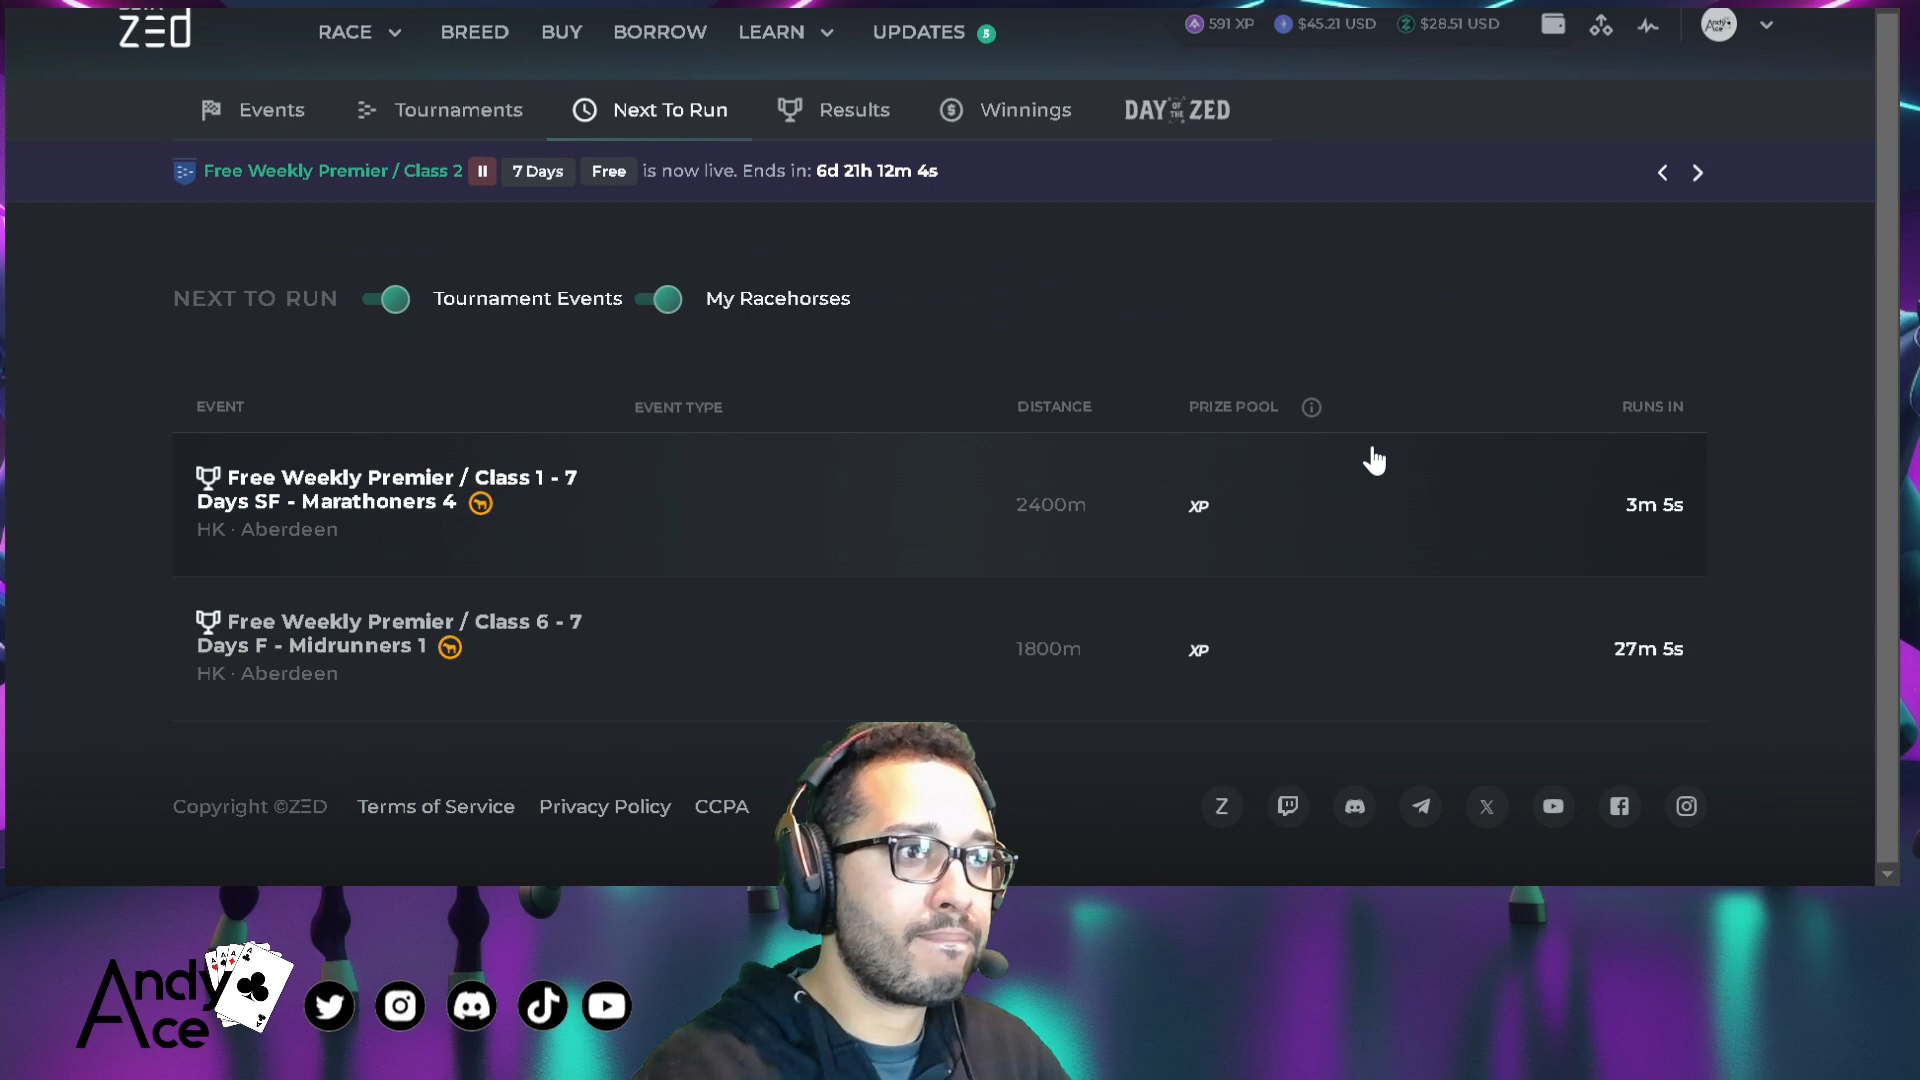 ZED
RACE BREED BUY BORROW LEARN UPDATES 5
591 XP $45.21 USD $28.51 USD
Events Tournaments Next To Run Results Winnings DAY OF THE ZED
Free Weekly Premier / Class 2 7 Days Free is now live. Ends in: 6d 21h 12m 4s
NEXT TO RUN Tournament Events My Racehorses
EVENT EVENT TYPE DISTANCE PRIZE POOL RUNS IN
Free Weekly Premier / Class 1 - 7
Days SF - Marathoners 4
HK · Aberdeen
2400m XP 3m 5s
Free Weekly Premier / Class 6 - 7
Days F - Midrunners 1
HK · Aberdeen
1800m XP 27m 5s
Copyright ©ZED Terms of Service Privacy Policy CCPA
Andy
Ace